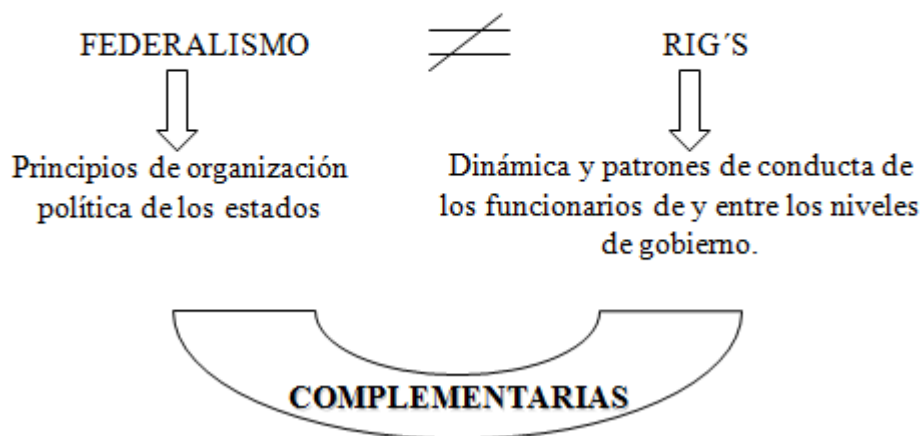 FEDERALISMO ≠ RIG´S
Principios de organización
política de los estados
Dinámica y patrones de conducta de
los funcionarios de y entre los niveles
de gobierno.
COMPLEMENTARIAS